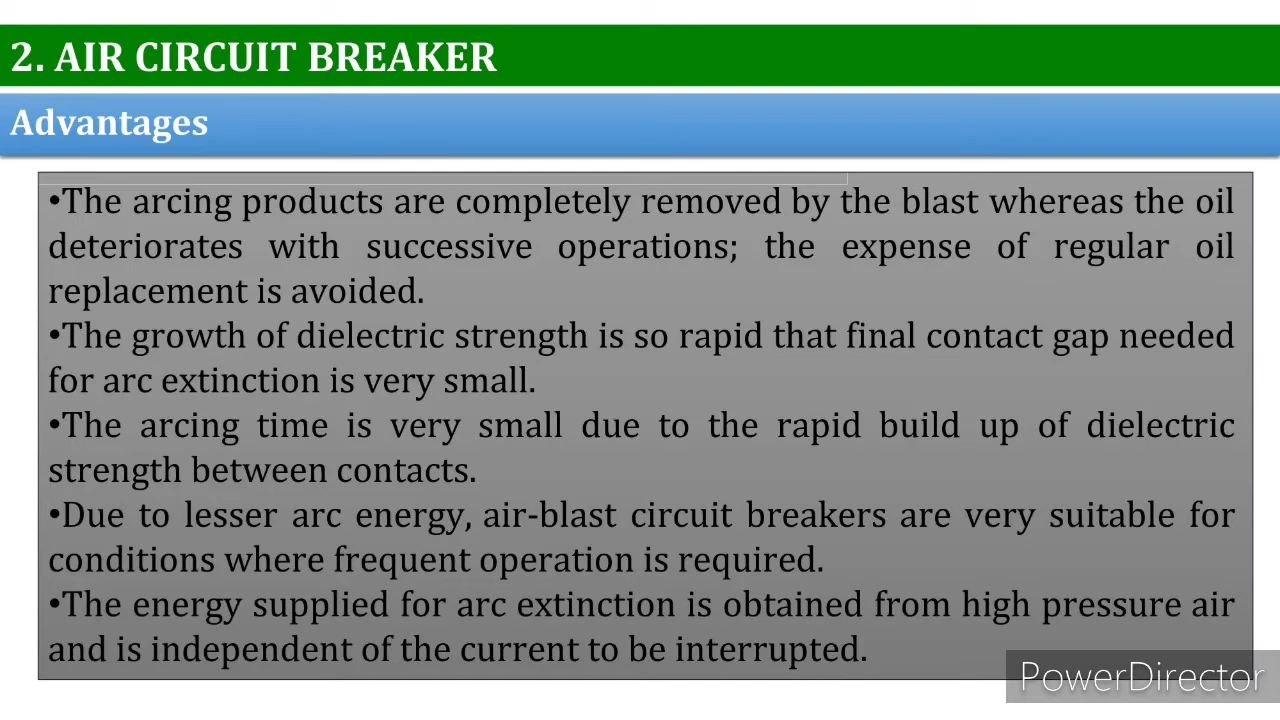 2. AIR CIRCUIT BREAKER
Advantages
•The arcing products are completely removed by the blast whereas the oil
deteriorates with successive operations; the expense of regular oil
replacement is avoided.
•The growth of dielectric strength is so rapid that final contact gap needed
for arc extinction is very small.
•The arcing time is very small due to the rapid build up of dielectric
strength between contacts.
•Due to lesser arc energy, air-blast circuit breakers are very suitable for
conditions where frequent operation is required.
•The energy supplied for arc extinction is obtained from high pressure air
and is independent of the current to be interrupted.
PowerDirector